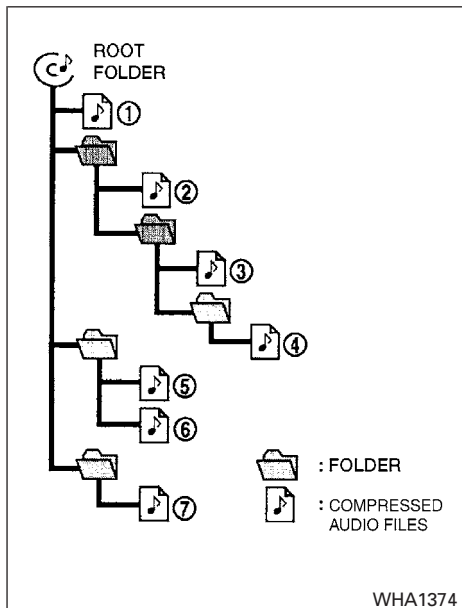 ROOT
FOLDER
①
②
③
④
⑤
⑥
⑦
: FOLDER
: COMPRESSED
AUDIO FILES
WHA1374